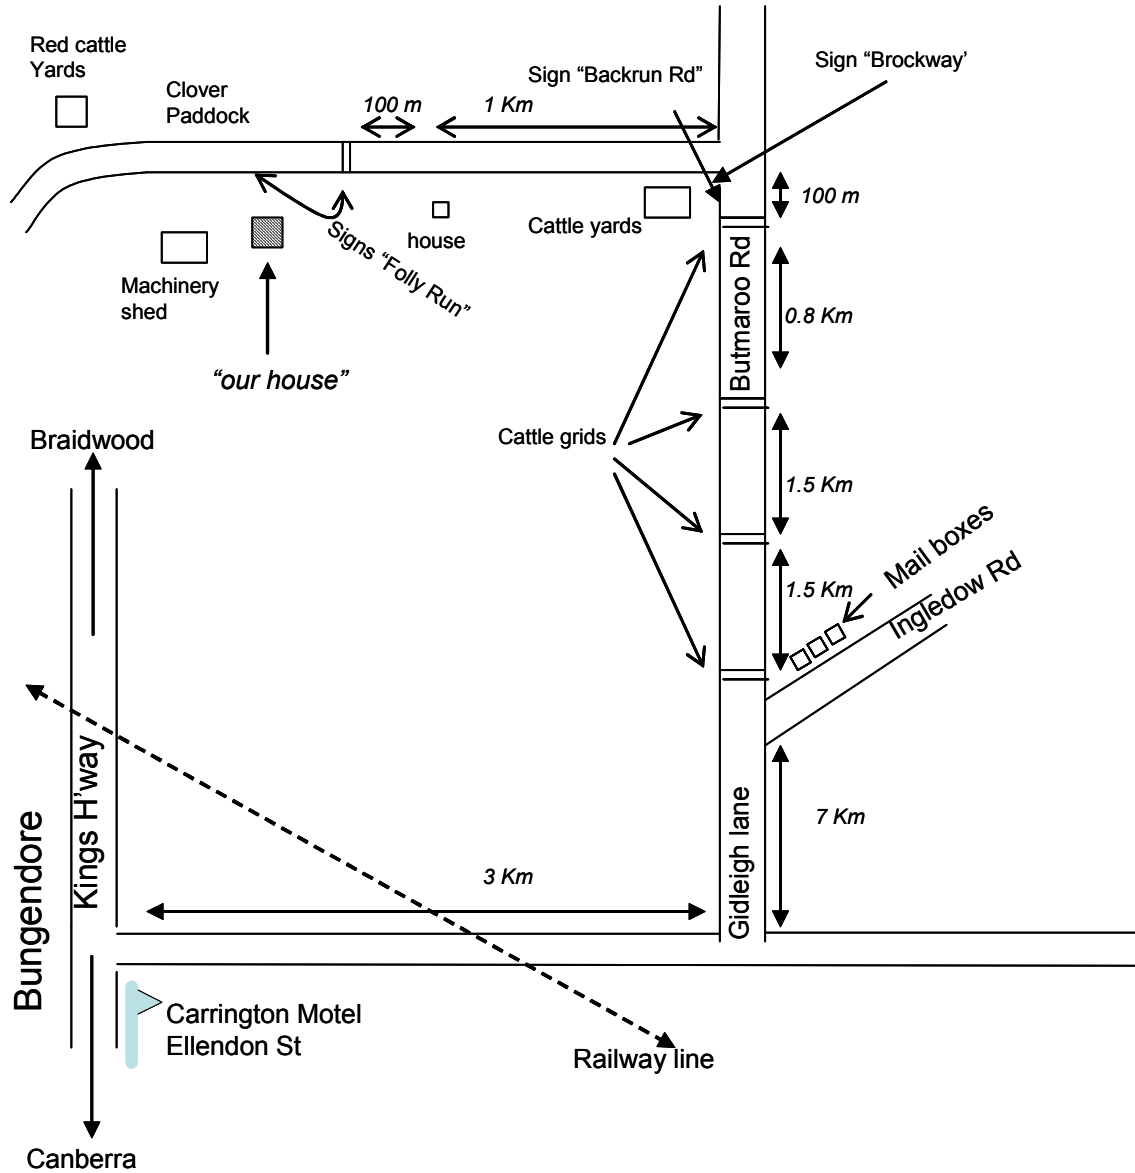 Red cattle
Yards
Clover
Paddock
100 m
1 Km
Sign “Backrun Rd”
Sign “Brockway’
100 m
Cattle yards
house
Signs “Folly Run”
Machinery
shed
“our house”
Butmaroo Rd
0.8 Km
Braidwood
Cattle grids
1.5 Km
1.5 Km
Mail boxes
Ingledow Rd
Bungendore
Kings H’way
3 Km
Gidleigh lane
7 Km
Carrington Motel
Ellendon St
Railway line
Canberra